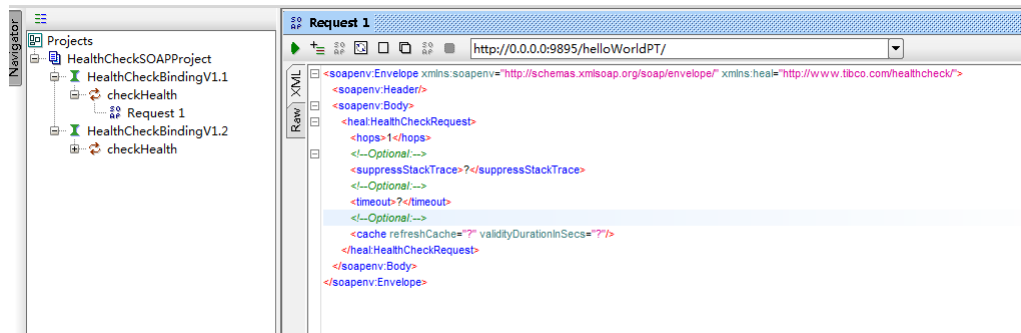 Navigator
Projects
HealthCheckSOAPProject
HealthCheckBindingV1.1
checkHealth
Request 1
HealthCheckBindingV1.2
checkHealth
Request 1
http://0.0.0.0:9895/helloWorldPT/
XML
Raw
<soapenv:Envelope xmlns:soapenv="http://schemas.xmlsoap.org/soap/envelope/" xmlns:heal="http://www.tibco.com/healthcheck/">
<soapenv:Header/>
<soapenv:Body>
<heal:HealthCheckRequest>
<hops>1</hops>
<!--Optional:-->
<suppressStackTrace>?</suppressStackTrace>
<!--Optional:-->
<timeout>?</timeout>
<!--Optional:-->
<cache refreshCache="?" validityDurationInSecs="?"/>
</heal:HealthCheckRequest>
</soapenv:Body>
</soapenv:Envelope>